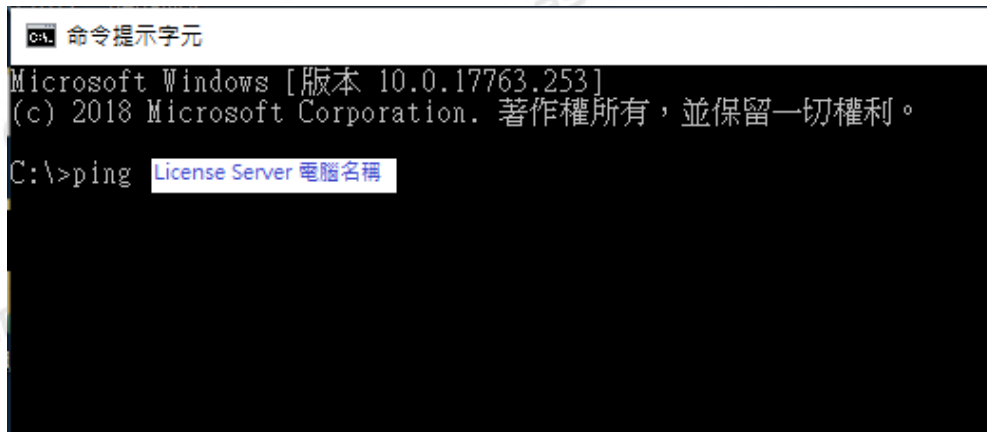 命令提示字元
Microsoft Windows [版本 10.0.17763.253]
(c) 2018 Microsoft Corporation. 著作權所有，並保留一切權利。
C:\>ping License Server 電腦名稱